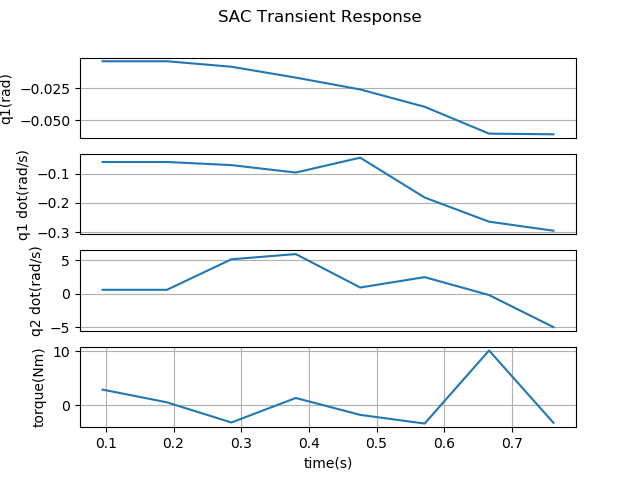 SAC Transient Response
q1(rad)
−0.025
−0.050
q1 dot(rad/s)
−0.1
−0.2
−0.3
q2 dot(rad/s)
5
0
−5
torque(Nm)
10
0
0.1 0.2 0.3 0.4 0.5 0.6 0.7
time(s)